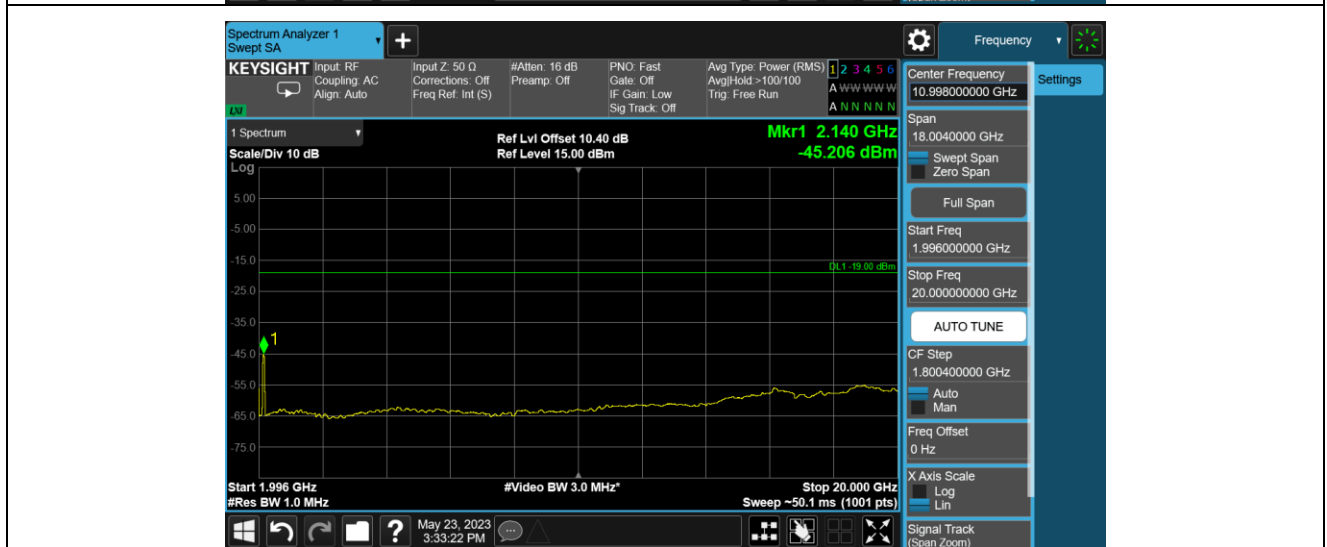 Spectrum Analyzer 1
Swept SA
+
Frequency
KEYSIGHT
Input: RF
Coupling: AC
Align: Auto
Input Z: 50 Ω
Corrections: Off
Freq Ref: Int (S)
#Atten: 16 dB
Preamp: Off
PNO: Fast
Gate: Off
IF Gain: Low
Sig Track: Off
Avg Type: Power (RMS)
Avg|Hold:>100/100
Trig: Free Run
1 2 3 4 5 6
A W W W W W
A N N N N N
LXI
1 Spectrum
Scale/Div 10 dB
Log
Ref Lvl Offset 10.40 dB
Ref Level 15.00 dBm
Mkr1 2.140 GHz
-45.206 dBm
5.00
-5.00
-15.0
DL1 -19.00 dBm
-25.0
-35.0
1
-45.0
-55.0
-65.0
-75.0
Start 1.996 GHz
#Res BW 1.0 MHz
#Video BW 3.0 MHz*
Stop 20.000 GHz
Sweep ~50.1 ms (1001 pts)
?
May 23, 2023
3:33:22 PM
Center Frequency
10.998000000 GHz
Settings
Span
18.0040000 GHz
Swept Span
Zero Span
Full Span
Start Freq
1.996000000 GHz
Stop Freq
20.000000000 GHz
AUTO TUNE
CF Step
1.800400000 GHz
Auto
Man
Freq Offset
0 Hz
X Axis Scale
Log
Lin
Signal Track
(Span Zoom)